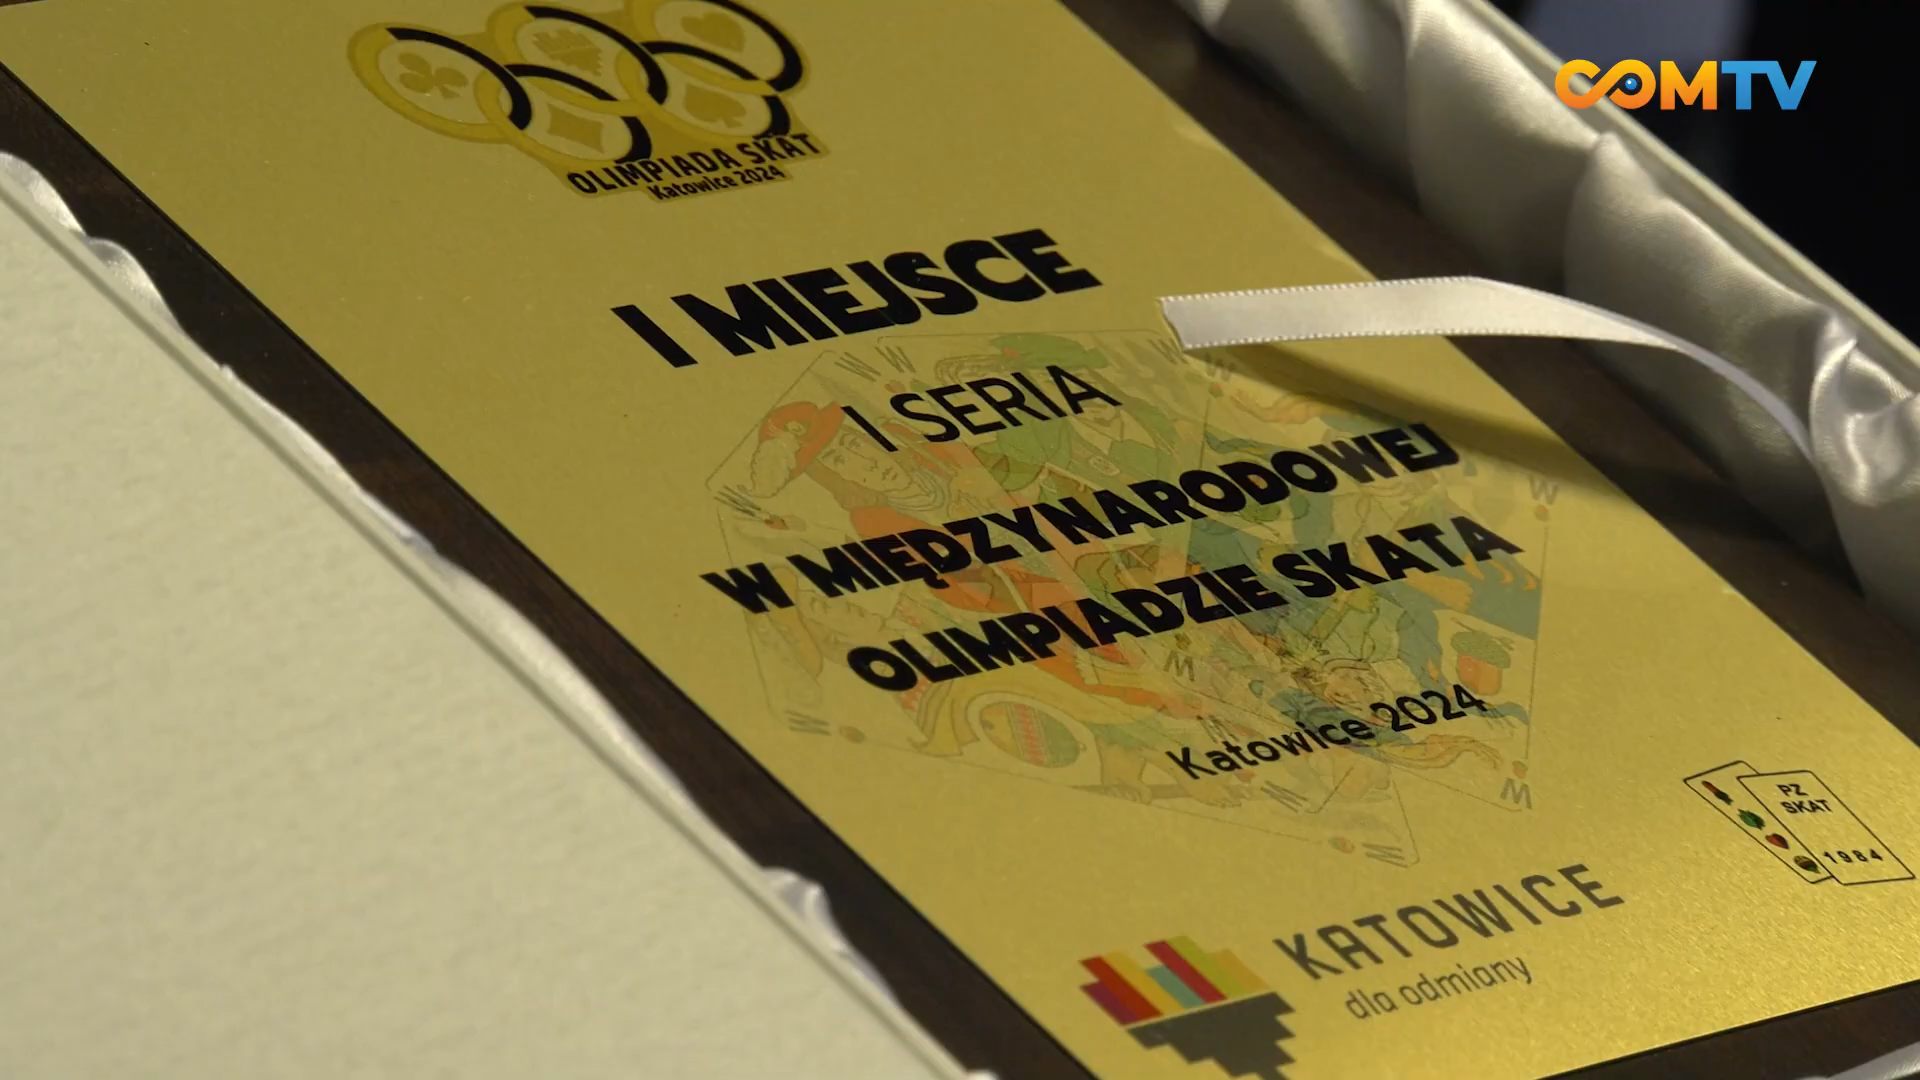 COMTV
OLIMPIADA SKAT
Katowice 2024
I MIEJSCE
I SERIA
W MIĘDZYNARODOWEJ
OLIMPIADZIE SKATA
Katowice 2024
PZ
SKAT
1984
KATOWICE
dla odmiany